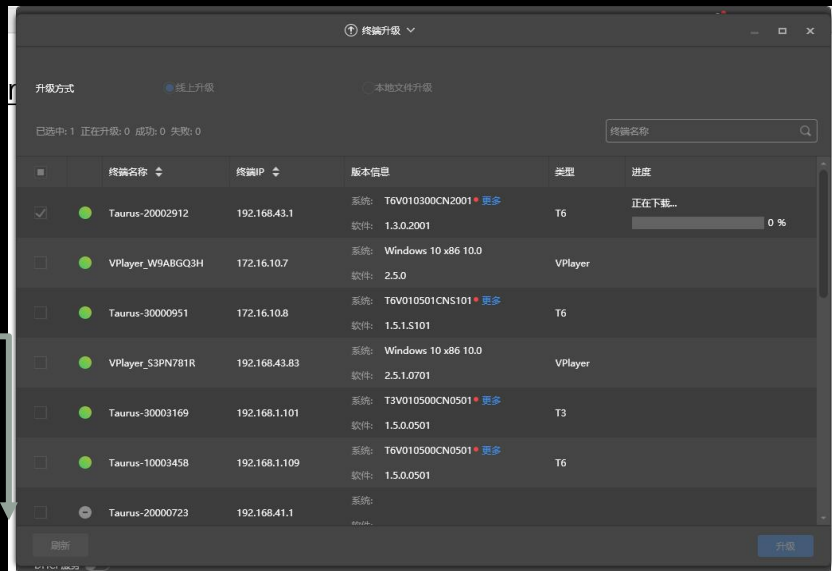 终端升级
升级方式 线上升级 本地文件升级
已选中: 1 正在升级: 0 成功: 0 失败: 0 终端名称
终端名称 终端IP 版本信息 类型 进度
Taurus-20002912 192.168.43.1 系统: T6V010300CN2001 更多 软件: 1.3.0.2001 T6 正在下载... 0 %
VPlayer_W9ABGQ3H 172.16.10.7 系统: Windows 10 x86 10.0 软件: 2.5.0 VPlayer
Taurus-30000951 172.16.10.8 系统: T6V010501CNS101 更多 软件: 1.5.1.S101 T6
VPlayer_S3PN781R 192.168.43.83 系统: Windows 10 x86 10.0 软件: 2.5.1.0701 VPlayer
Taurus-30003169 192.168.1.101 系统: T3V010500CN0501 更多 软件: 1.5.0.0501 T3
Taurus-10003458 192.168.1.109 系统: T6V010500CN0501 更多 软件: 1.5.0.0501 T6
Taurus-20000723 192.168.41.1 系统:
刷新 升级